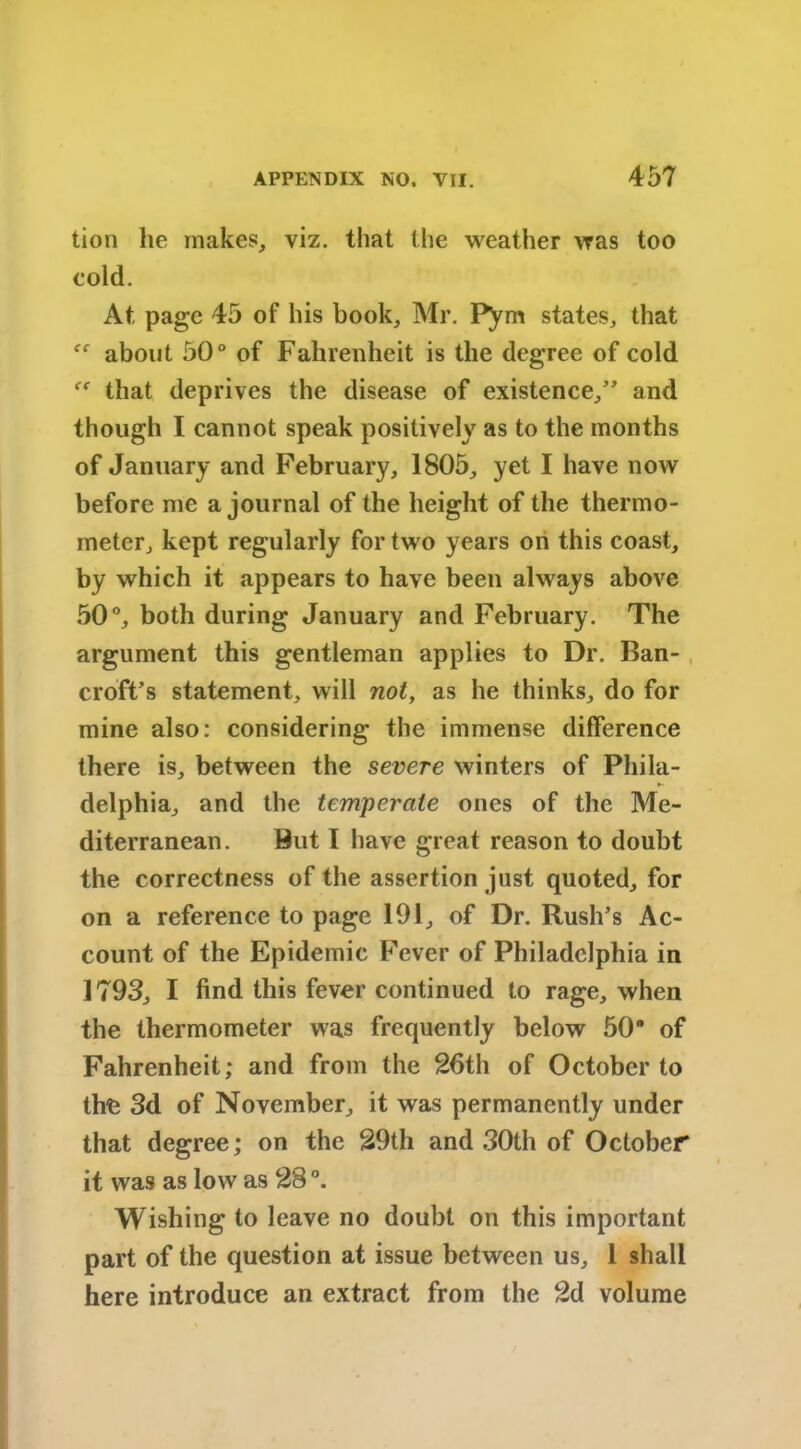 APPENDIX NO. VII. 457
tion he makes, viz. that the weather was too
cold.
At page 45 of his book, Mr. Pym states, that
“ about 50° of Fahrenheit is the degree of cold
“ that deprives the disease of existence,” and
though I cannot speak positively as to the months
of January and February, 1805, yet I have now
before me a journal of the height of the thermo-
meter, kept regularly for two years on this coast,
by which it appears to have been always above
50°, both during January and February. The
argument this gentleman applies to Dr. Ban-
croft's statement, will not, as he thinks, do for
mine also: considering the immense difference
there is, between the severe winters of Phila-
delphia, and the temperate ones of the Me-
diterranean. But I have great reason to doubt
the correctness of the assertion just quoted, for
on a reference to page 191, of Dr. Rush's Ac-
count of the Epidemic Fever of Philadelphia in
1793, I find this fever continued to rage, when
the thermometer was frequently below 50° of
Fahrenheit; and from the 26th of October to
the 3d of November, it was permanently under
that degree; on the 29th and 30th of October
it was as low as 28°.
Wishing to leave no doubt on this important
part of the question at issue between us, I shall
here introduce an extract from the 2d volume